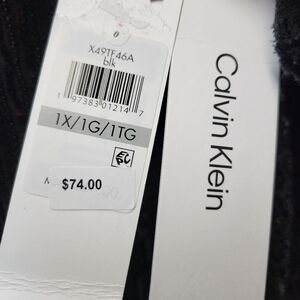 X49TF46A
blk
1 97383 01214 7
1X/1G/1TG
$74.00
Calvin Klein